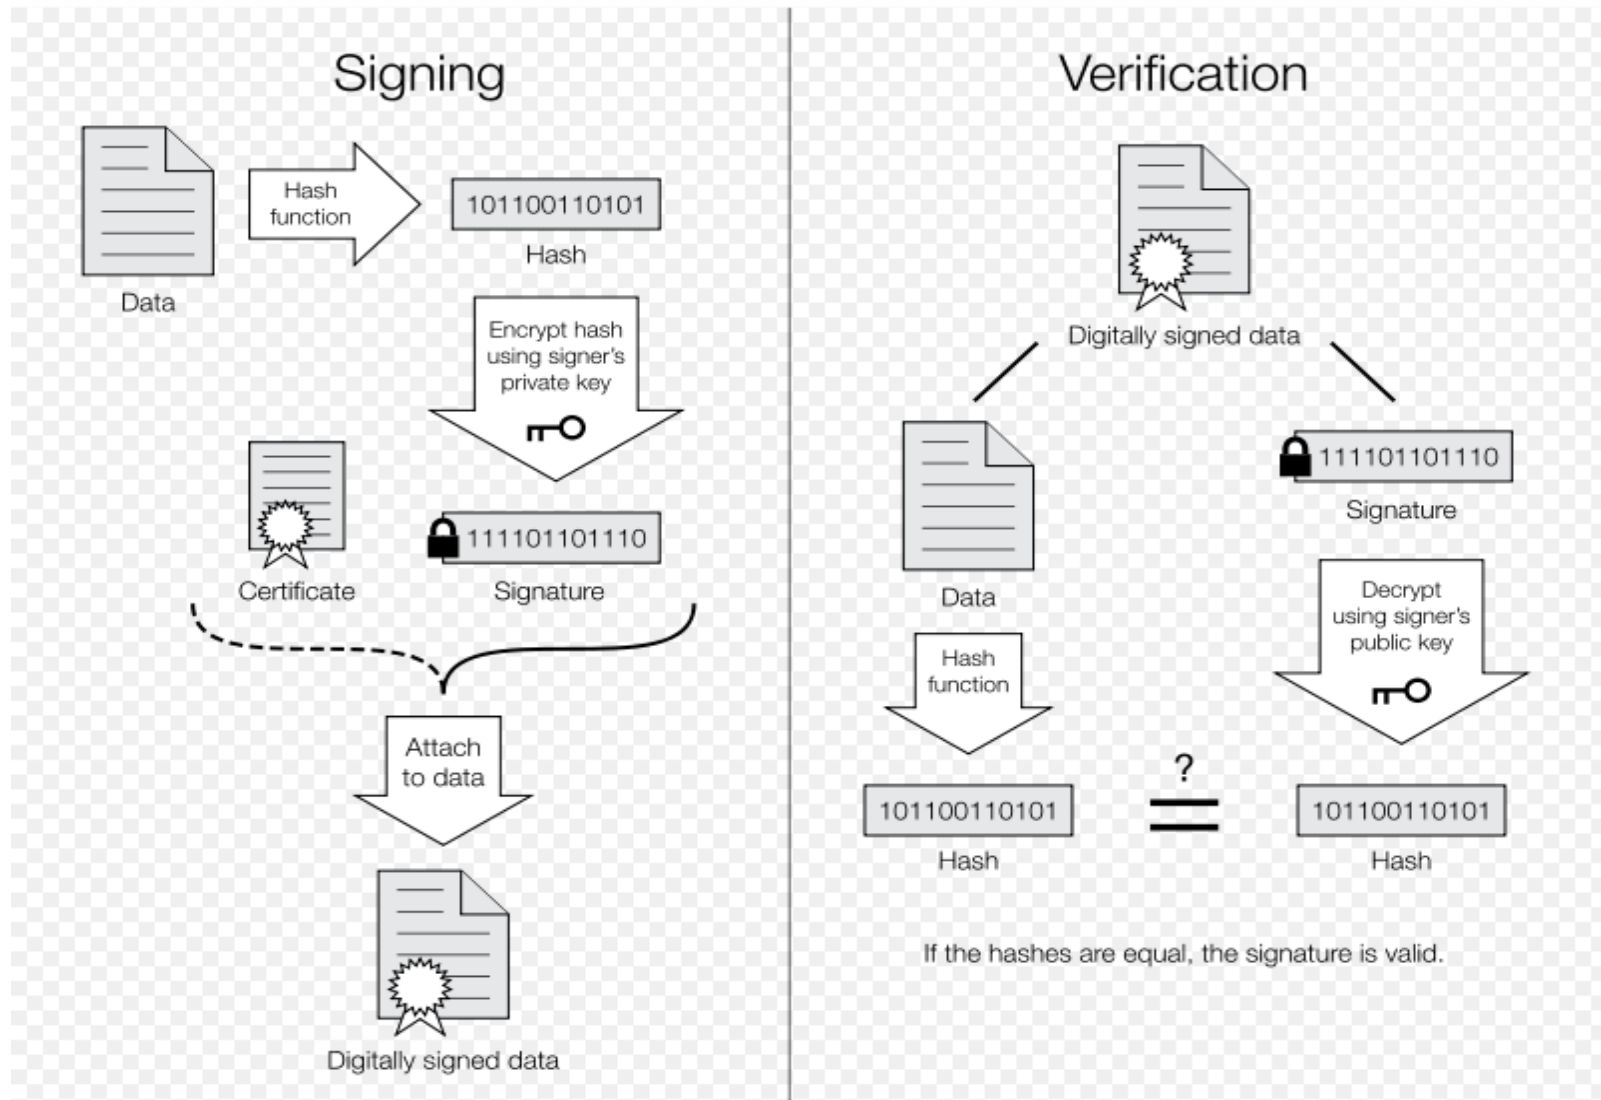 Signing
Hash
function
101100110101
Hash
Data
Encrypt hash
using signer's
private key
111101101110
Certificate
Signature
Attach
to data
Digitally signed data
Verification
Digitally signed data
111101101110
Signature
Data
Decrypt
using signer's
public key
Hash
function
?
101100110101
101100110101
Hash
Hash
If the hashes are equal, the signature is valid.